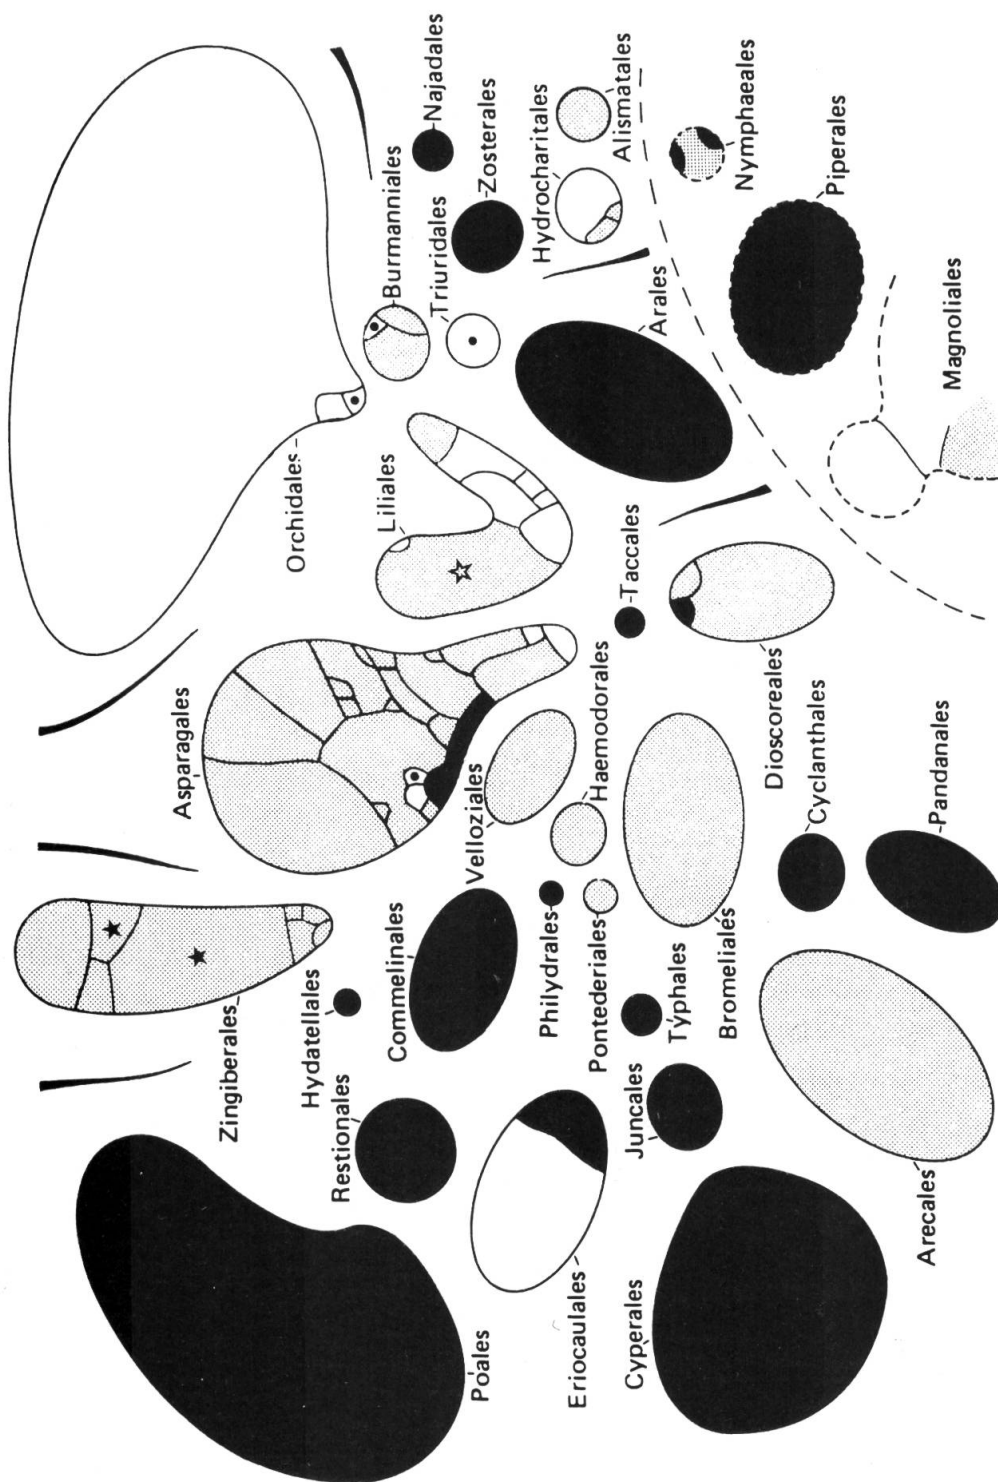 Asparagales
Zingiberales
Orchidales
Hydatellales
Restionales
Liliales
Burmanniales
Commelinales
Najadales
Triuridales
Velloziales
Poales
Zosterales
Hydrocharitales
Philydrales
Eriocaulales
Pontederiales
Haemodorales
Alismatales
Cyperales
Juncales
Taccales
Arales
Typhales
Bromeliales
Nymphaeales
Dioscoreales
Cyclanthales
Piperales
Arecales
Pandanales
Magnoliales